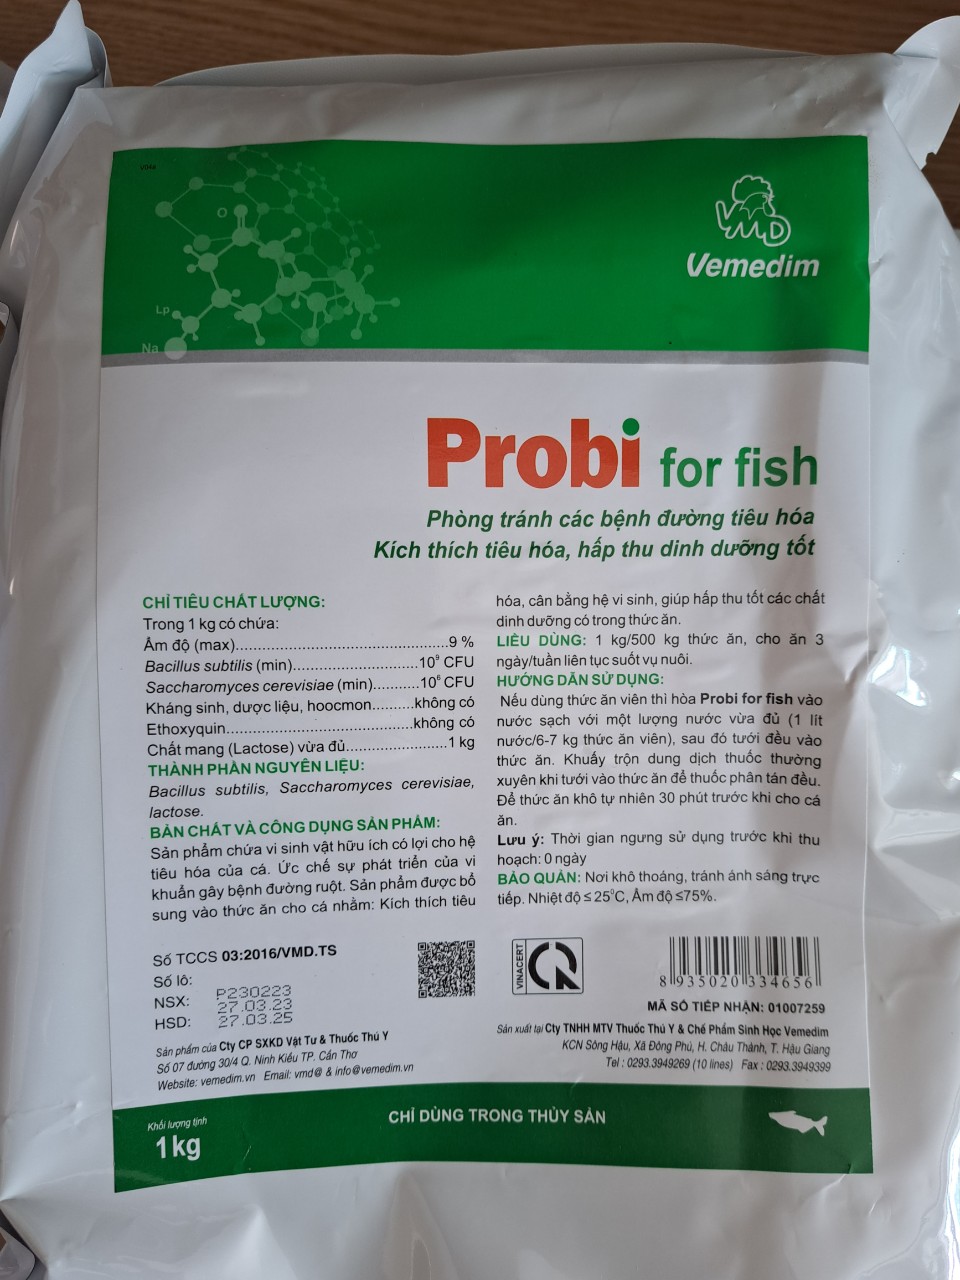 VMD
Vemedim
O
Lp
Na
Probi for fish
Phòng tránh các bệnh đường tiêu hóa
Kích thích tiêu hóa, hấp thu dinh dưỡng tốt
CHỈ TIÊU CHẤT LƯỢNG:
Trong 1 kg có chứa:
Ẩm độ (max)....................................................9 %
Bacillus subtilis (min)..............................10⁹ CFU
Saccharomyces cerevisiae (min)...........10⁶ CFU
Kháng sinh, dược liệu, hoocmon..........không có
Ethoxyquin.............................................không có
Chất mang (Lactose) vừa đủ........................1 kg
THÀNH PHẦN NGUYÊN LIỆU:
Bacillus subtilis, Saccharomyces cerevisiae,
lactose.
BẢN CHẤT VÀ CÔNG DỤNG SẢN PHẨM:
Sản phẩm chứa vi sinh vật hữu ích có lợi cho hệ
tiêu hóa của cá. Ức chế sự phát triển của vi
khuẩn gây bệnh đường ruột. Sản phẩm được bổ
sung vào thức ăn cho cá nhằm: Kích thích tiêu
hóa, cân bằng hệ vi sinh, giúp hấp thu tốt các chất
dinh dưỡng có trong thức ăn.
LIỀU DÙNG: 1 kg/500 kg thức ăn, cho ăn 3
ngày/tuần liên tục suốt vụ nuôi.
HƯỚNG DẪN SỬ DỤNG:
Nếu dùng thức ăn viên thì hòa Probi for fish vào
nước sạch với một lượng nước vừa đủ (1 lít
nước/6-7 kg thức ăn viên), sau đó tưới đều vào
thức ăn. Khuấy trộn dung dịch thuốc thường
xuyên khi tưới vào thức ăn để thuốc phân tán đều.
Để thức ăn khô tự nhiên 30 phút trước khi cho cá
ăn.
Lưu ý: Thời gian ngưng sử dụng trước khi thu
hoạch: 0 ngày
BẢO QUẢN: Nơi khô thoáng, tránh ánh sáng trực
tiếp. Nhiệt độ ≤ 25⁰C, Ẩm độ ≤75%.
Số TCCS 03:2016/VMD.TS
Số lô: P230223
NSX: 27.03.23
HSD: 27.03.25
VINACERT
8 935020 334656
MÃ SỐ TIẾP NHẬN: 01007259
Sản phẩm của Cty CP SXKD Vật Tư & Thuốc Thú Y
Số 07 đường 30/4 Q. Ninh Kiều TP. Cần Thơ
Website: vemedim.vn Email: vmd@ & info@vemedim.vn
Sản xuất tại Cty TNHH MTV Thuốc Thú Y & Chế Phẩm Sinh Học Vemedim
KCN Sông Hậu, Xã Đông Phú, H. Châu Thành, T. Hậu Giang
Tel : 0293.3949269 (10 lines) Fax : 0293.3949399
Khối lượng tịnh
1kg
CHỈ DÙNG TRONG THỦY SẢN